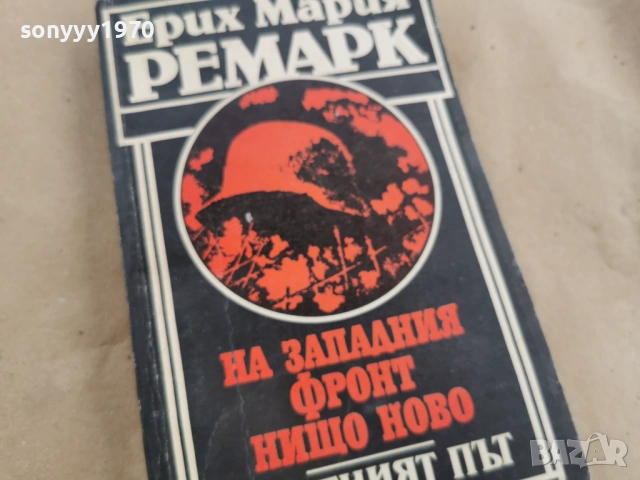 sonyyy1970
Ерих Мария
РЕМАРК
НА ЗАПАДНИЯ
ФРОНТ
НИЩО НОВО
ПЪТ
BAZAR